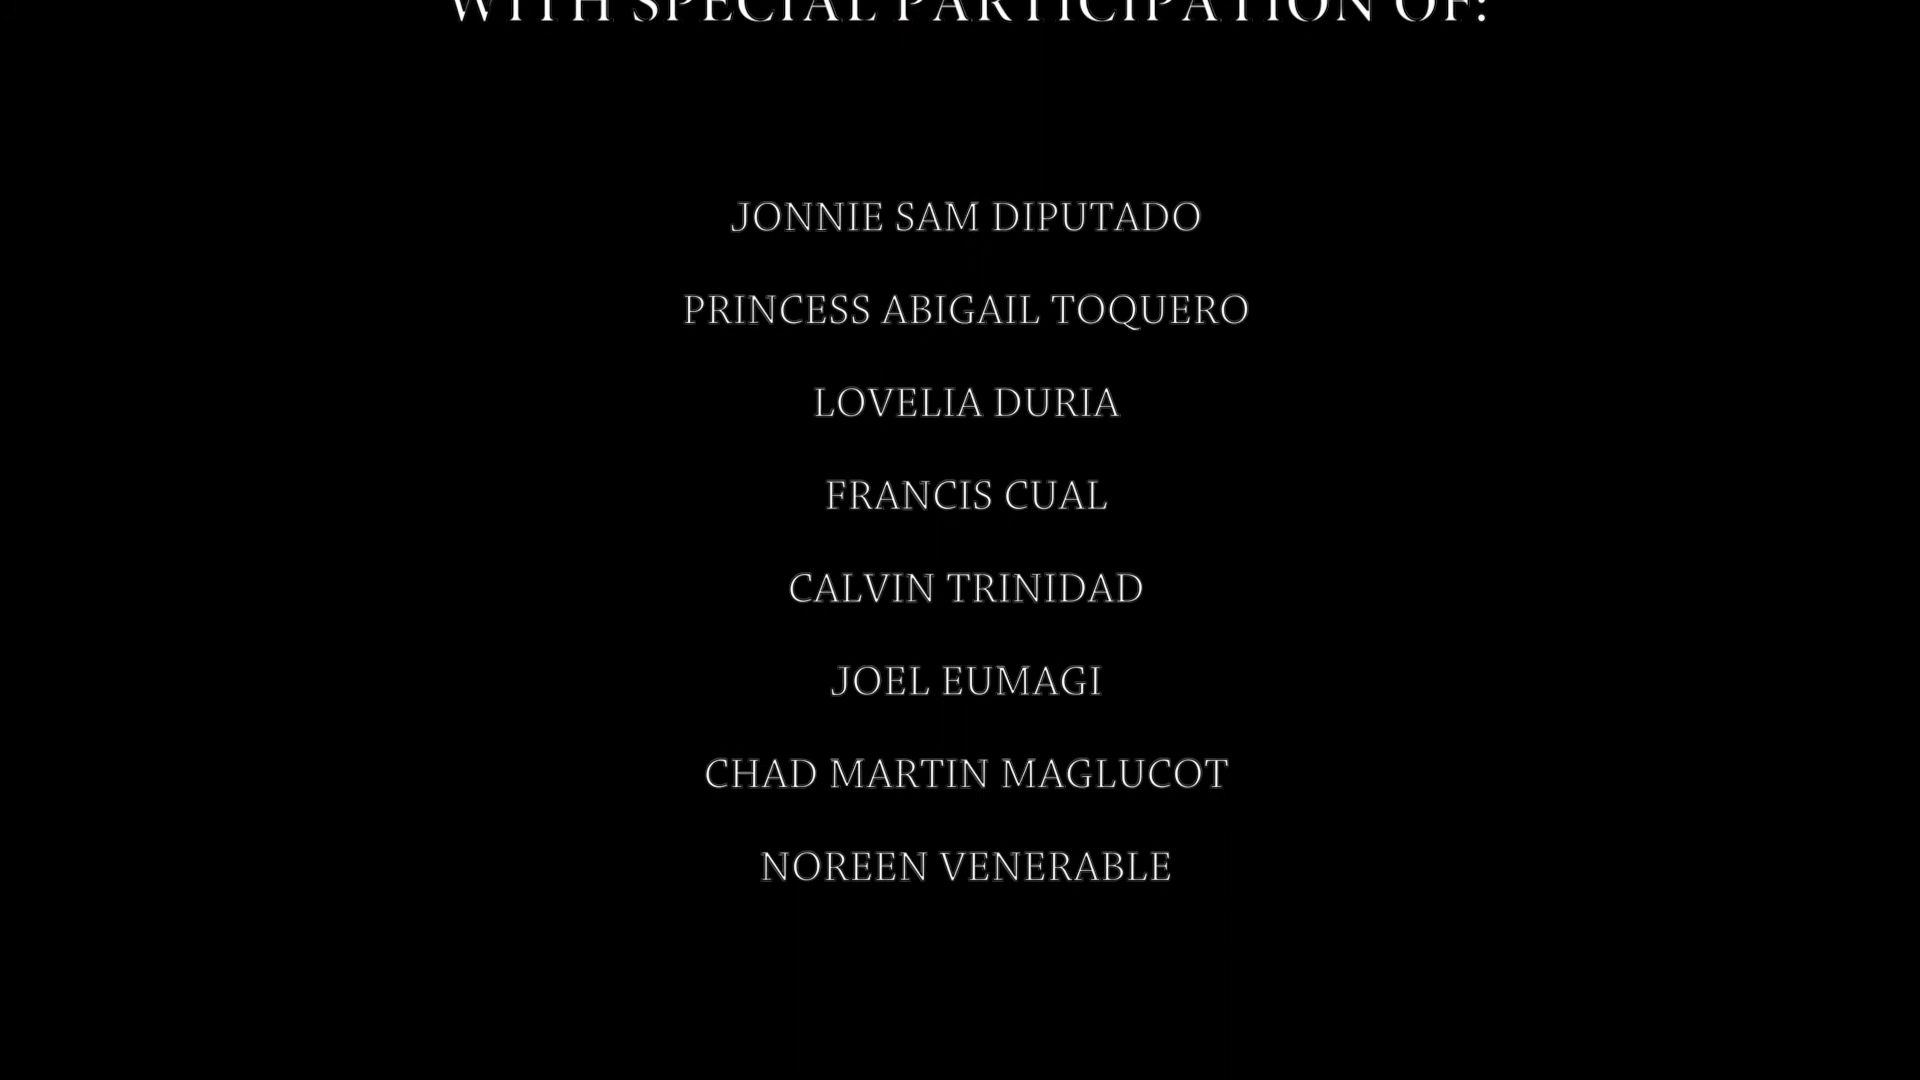 WITH SPECIAL PARTICIPATION OF:
JONNIE SAM DIPUTADO
PRINCESS ABIGAIL TOQUERO
LOVELIA DURIA
FRANCIS CUAL
CALVIN TRINIDAD
JOEL EUMAGI
CHAD MARTIN MAGLUCOT
NOREEN VENERABLE